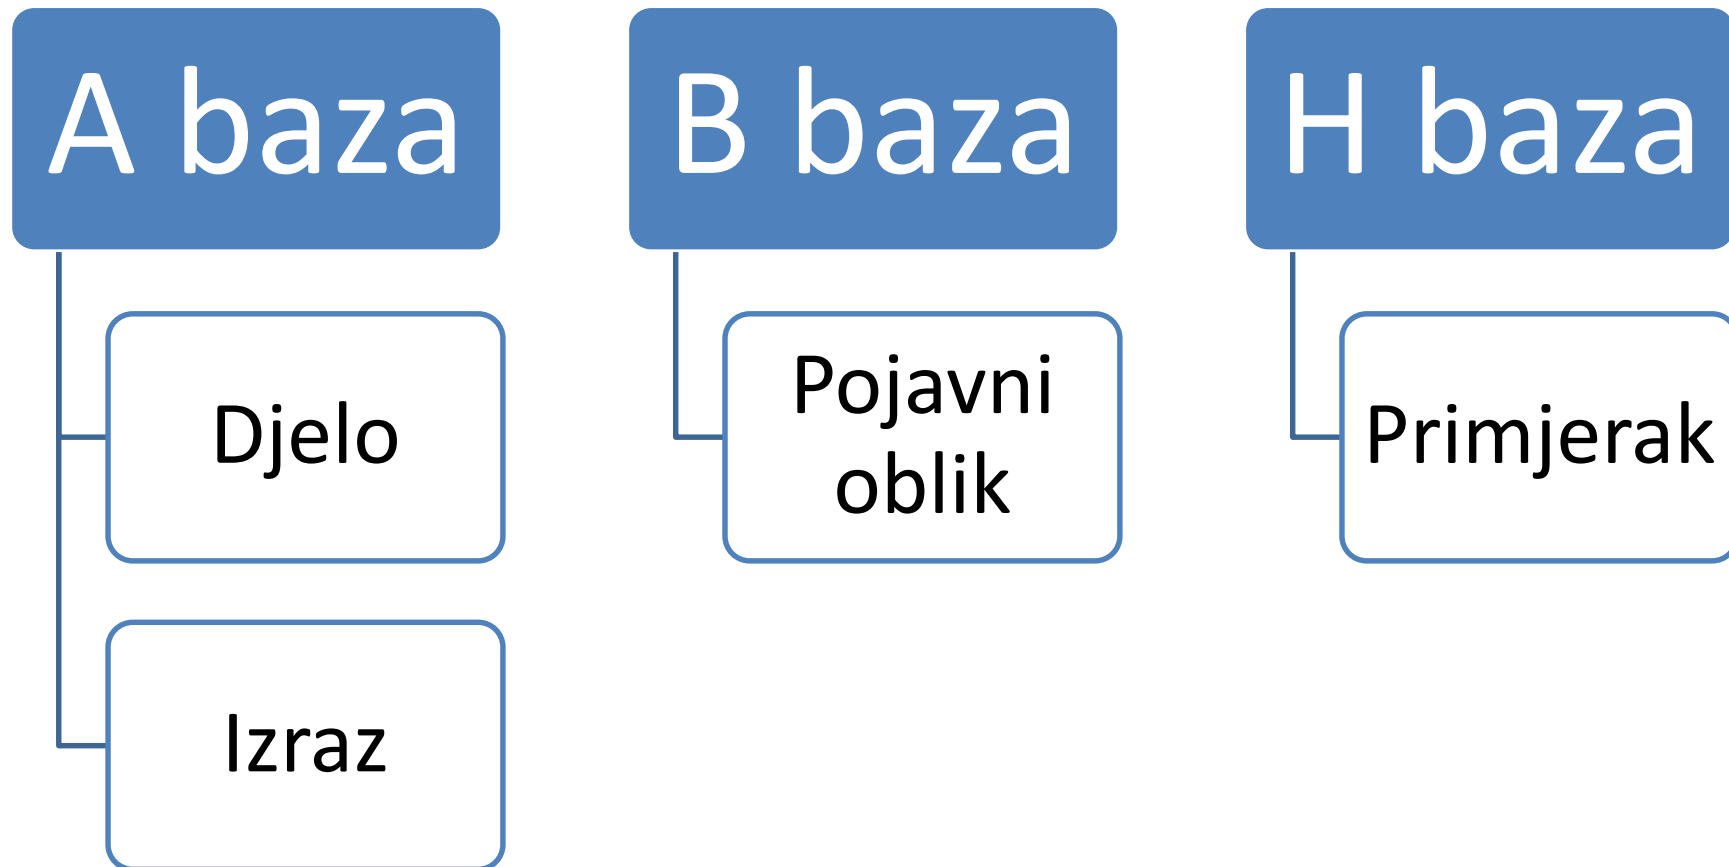 A baza
Djelo
Izraz
B baza
Pojavni
oblik
H baza
Primjerak